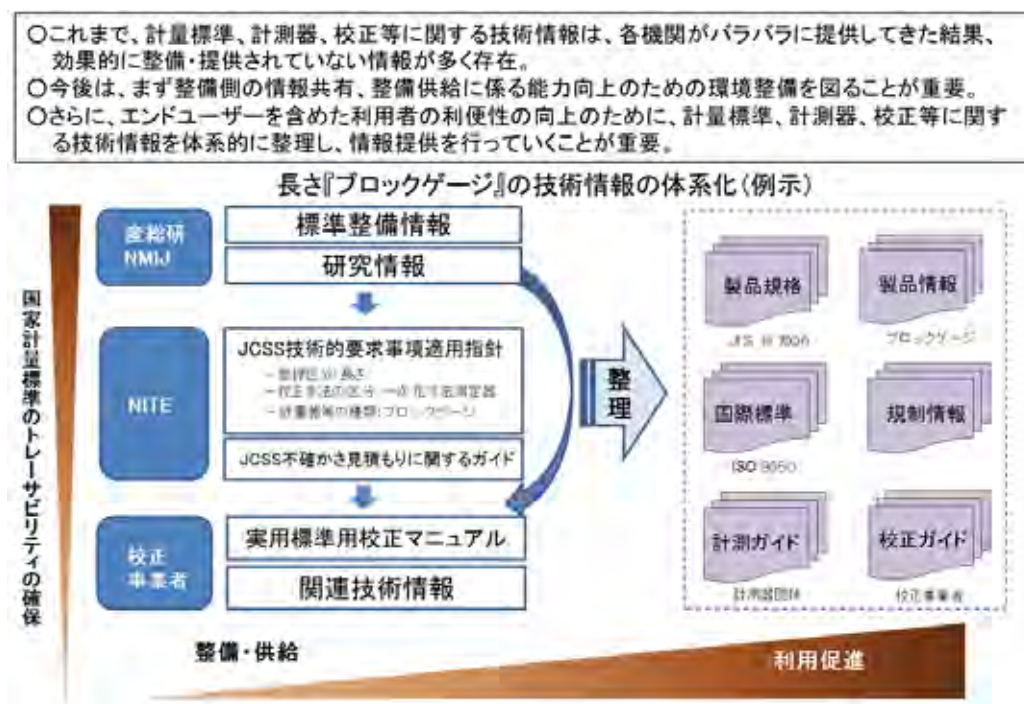 ○これまで、計量標準、計測器、校正等に関する技術情報は、各機関がバラバラに提供してきた結果、
効果的に整備・提供されていない情報が多く存在。
○今後は、まず整備側の情報共有、整備供給に係る能力向上のための環境整備を図ることが重要。
○さらに、エンドユーザーを含めた利用者の利便性の向上のために、計量標準、計測器、校正等に関す
る技術情報を体系的に整理し、情報提供を行っていくことが重要。
長さ『ブロックゲージ』の技術情報の体系化(例示)
国家計量標準のトレーサビリティの確保
産総研
NMIJ
標準整備情報
研究情報
NITE
JCSS技術的要求事項適用指針
JCSS不確かさ見積もりに関するガイド
校正
事業者
実用標準用校正マニュアル
関連技術情報
整理
製品規格
製品情報
ブロックゲージ
国際標準
規制情報
ISO 3650
計測ガイド
校正ガイド
計測器団体
校正事業者
整備・供給
利用促進